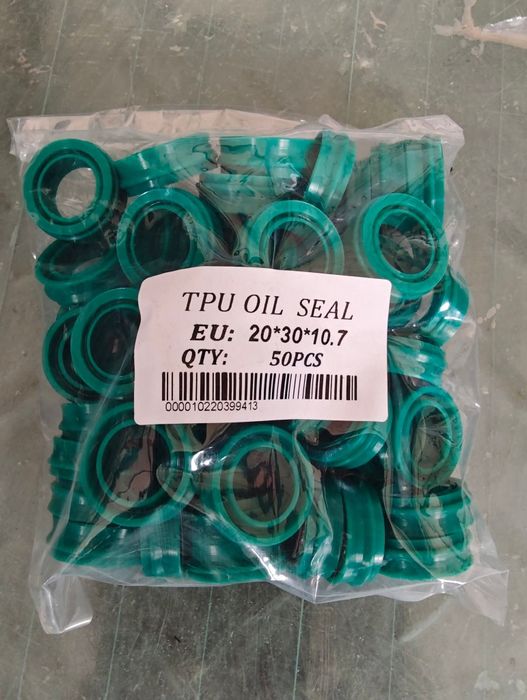 TPU OIL SEAL
EU: 20*30*10.7
QTY: 50PCS
000010220399413